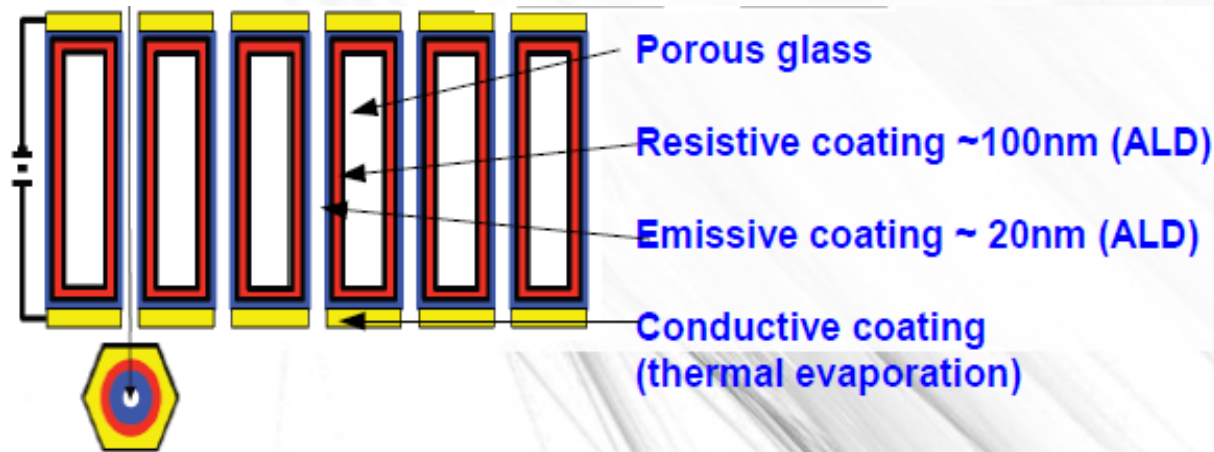 Porous glass
Resistive coating ~100nm (ALD)
Emissive coating ~ 20nm (ALD)
Conductive coating
(thermal evaporation)